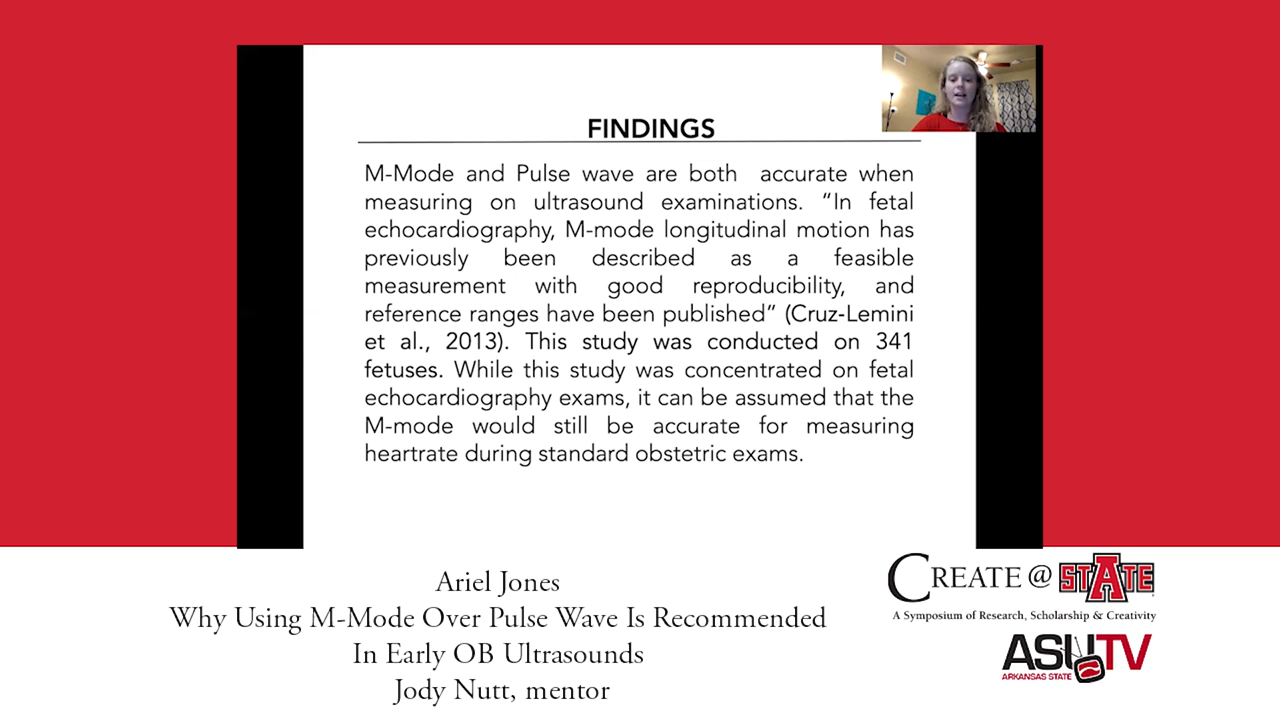 FINDINGS
M-Mode and Pulse wave are both accurate when
measuring on ultrasound examinations. “In fetal
echocardiography, M-mode longitudinal motion has
previously been described as a feasible
measurement with good reproducibility, and
reference ranges have been published” (Cruz-Lemini
et al., 2013). This study was conducted on 341
fetuses. While this study was concentrated on fetal
echocardiography exams, it can be assumed that the
M-mode would still be accurate for measuring
heartrate during standard obstetric exams.
Ariel Jones
Why Using M-Mode Over Pulse Wave Is Recommended
In Early OB Ultrasounds
Jody Nutt, mentor
CREATE @ STATE
A Symposium of Research, Scholarship & Creativity
ASUTV
ARKANSAS STATE